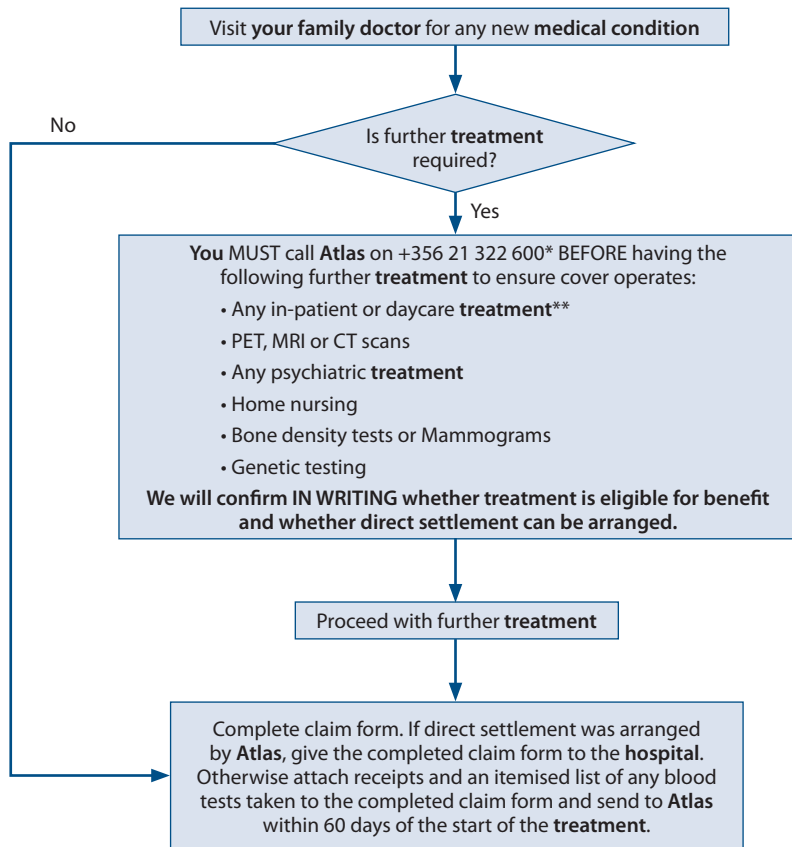 Visit your family doctor for any new medical condition
No
Is further treatment
required?
Yes
You MUST call Atlas on +356 21 322 600* BEFORE having the
following further treatment to ensure cover operates:
• Any in-patient or daycare treatment**
• PET, MRI or CT scans
• Any psychiatric treatment
• Home nursing
• Bone density tests or Mammograms
• Genetic testing
We will confirm IN WRITING whether treatment is eligible for benefit
and whether direct settlement can be arranged.
Proceed with further treatment
Complete claim form. If direct settlement was arranged
by Atlas, give the completed claim form to the hospital.
Otherwise attach receipts and an itemised list of any blood
tests taken to the completed claim form and send to Atlas
within 60 days of the start of the treatment.